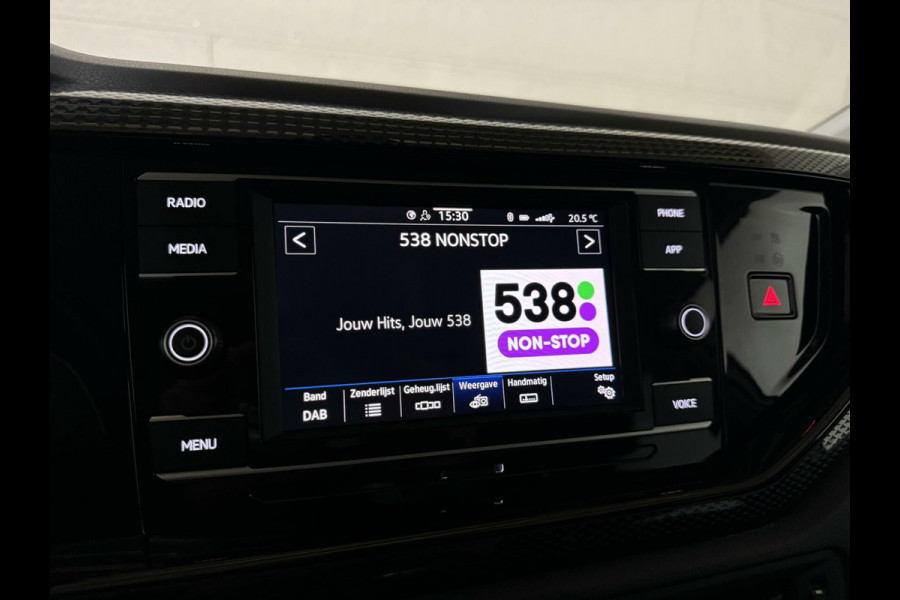 RADIO
MEDIA
MENU
15:30
20.5 °C
<
538 NONSTOP
>
Jouw Hits, Jouw 538
538
NON-STOP
Band
DAB
Zenderlijst
Geheug.lijst
Weergave
Handmatig
Setup
PHONE
APP
VOICE